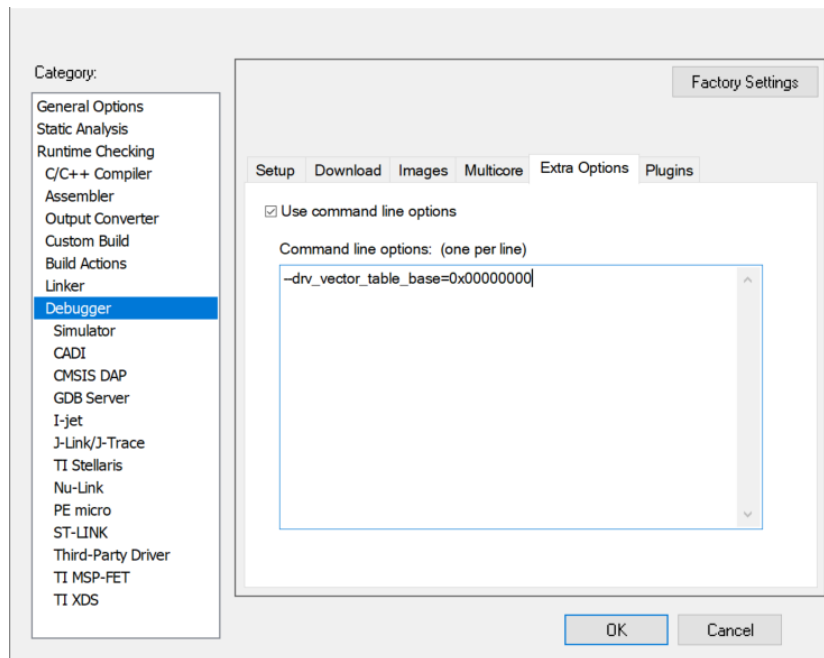 Category:
General Options
Static Analysis
Runtime Checking
C/C++ Compiler
Assembler
Output Converter
Custom Build
Build Actions
Linker
Debugger
Simulator
CADI
CMSIS DAP
GDB Server
I-jet
J-Link/J-Trace
TI Stellaris
Nu-Link
PE micro
ST-LINK
Third-Party Driver
TI MSP-FET
TI XDS
Factory Settings
Setup Download Images Multicore Extra Options Plugins
Use command line options
Command line options: (one per line)
--drv_vector_table_base=0x00000000
OK Cancel